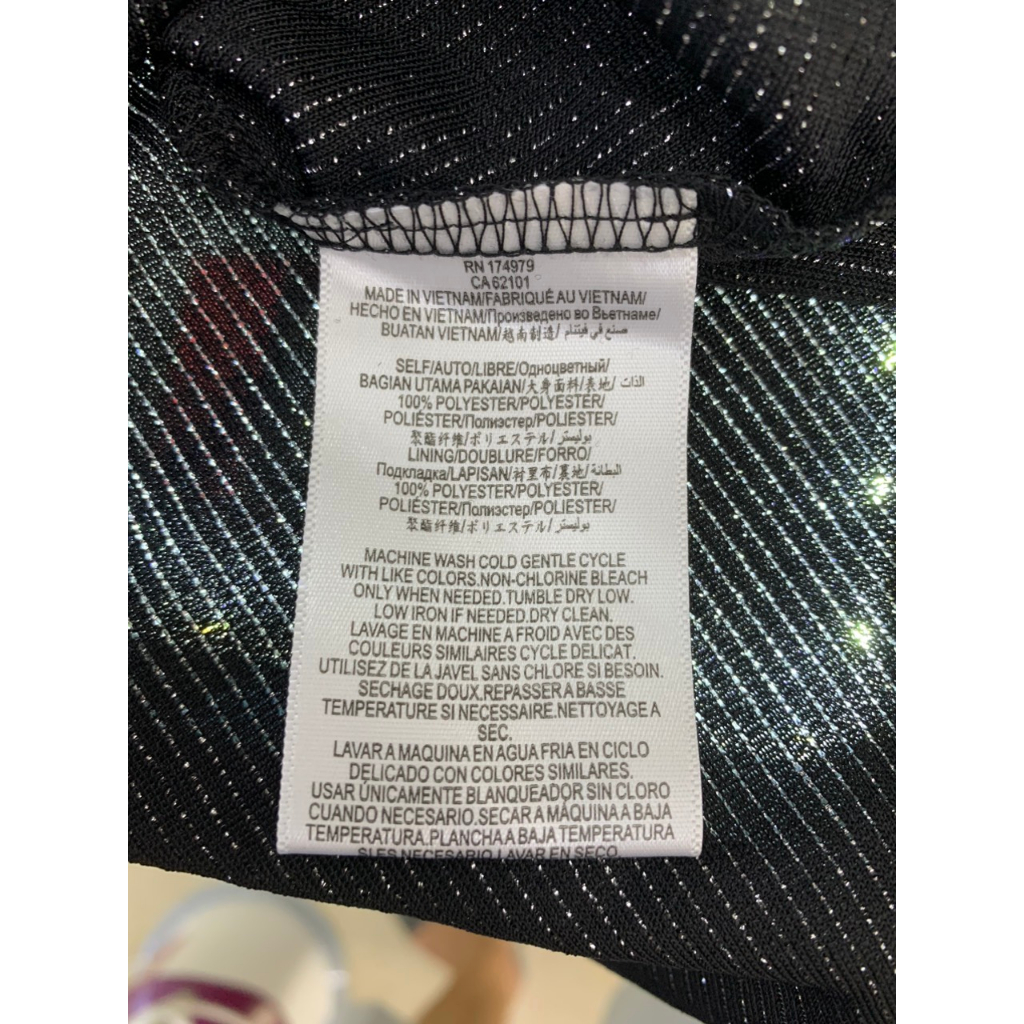 RN 174979
CA 62101
MADE IN VIETNAM/FABRIQUÉ AU VIETNAM/
HECHO EN VIETNAM/Произведено во Вьетнаме/
BUATAN VIETNAM/越南制造/ صنع في فيتنام
SELF/AUTO/LIBRE/Одноцветный/
BAGIAN UTAMA PAKAIAN/大身面料/表地/ الذات
100% POLYESTER/POLYESTER/
POLIÉSTER/Полиэстер/POLIESTER/
聚酯纤维/ポリエステル/ بوليستر
LINING/DOUBLURE/FORRO/
Подкладка/LAPISAN/衬里布/裏地/ البطانة
100% POLYESTER/POLYESTER/
POLIÉSTER/Полиэстер/POLIESTER/
聚酯纤维/ポリエステル/ بوليستر
MACHINE WASH COLD GENTLE CYCLE
WITH LIKE COLORS.NON-CHLORINE BLEACH
ONLY WHEN NEEDED.TUMBLE DRY LOW.
LOW IRON IF NEEDED.DRY CLEAN.
LAVAGE EN MACHINE A FROID AVEC DES
COULEURS SIMILAIRES CYCLE DELICAT.
UTILISEZ DE LA JAVEL SANS CHLORE SI BESOIN.
SECHAGE DOUX.REPASSER A BASSE
TEMPERATURE SI NECESSAIRE.NETTOYAGE A
SEC.
LAVAR A MAQUINA EN AGUA FRIA EN CICLO
DELICADO CON COLORES SIMILARES.
USAR ÚNICAMENTE BLANQUEADOR SIN CLORO
CUANDO NECESARIO.SECAR A MÁQUINA A BAJA
TEMPERATURA.PLANCHA A BAJA TEMPERATURA
SI ES NECESARIO.LAVAR EN SECO